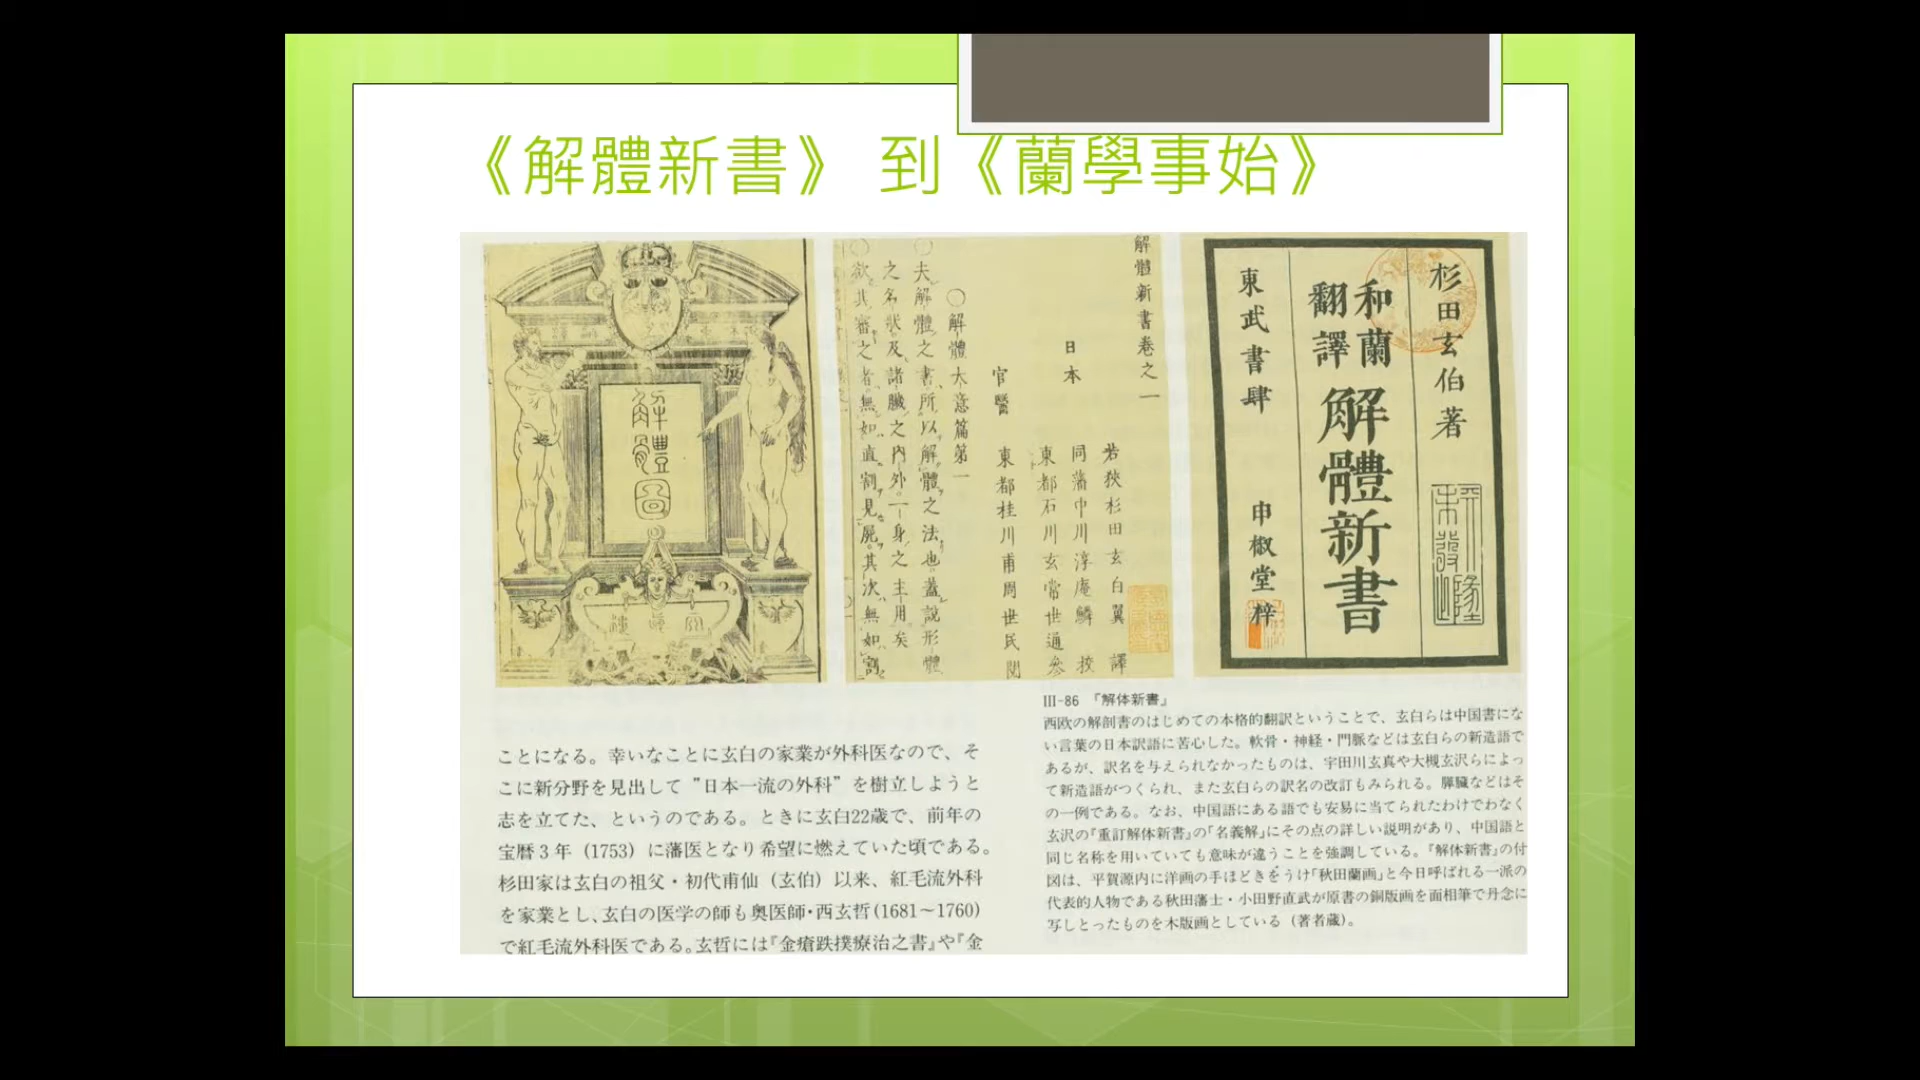 《解體新書》 到《蘭學事始》
解體圖
解體新書卷之一
若狹杉田玄白翼 譯
同藩中川淳庵鱗 挍
日本
東都石川玄常世通 參
官醫 東都桂川甫周世民 閲
〇解體大意篇第一
〇夫解體之書所以解體之法也蓋說形體
之名狀及諸臟之內外一身之主用矣
欲其審之者無如直割見屍其次無如割
杉田玄伯著
和蘭
翻譯
解體新書
東武書肆 申椒堂梓
ことになる。幸いなことに玄白の家業が外科医なので、そ
こに新分野を見出して“日本一流の外科”を樹立しようと
志を立てた、というのである。ときに玄白22歳で、前年の
宝暦3年(1753)に藩医となり希望に燃えていた頃である。
杉田家は玄白の祖父・初代甫仙(玄伯)以来、紅毛流外科
を家業とし、玄白の医学の師も奥医師・西玄哲(1681〜1760)
で紅毛流外科医である。玄哲には『金瘡跌撲療治之書』や『金
III-86 『解体新書』
西欧の解剖書のはじめての本格的翻訳ということで、玄白らは中国書にな
い言葉の日本訳語に苦心した。軟骨・神経・門脈などは玄白らの新造語で
あるが、訳名を与えられなかったものは、宇田川玄真や大槻玄沢らによっ
て新造語がつくられ、また玄白らの訳名の改訂もみられる。膵臓などはそ
の一例である。なお、中国語にある語でも安易に当てられたわけでわなく
玄沢の『重訂解体新書』の「名義解」にその点の詳しい説明があり、中国語と
同じ名称を用いていても意味が違うことを強調している。『解体新書』の付
図は、平賀源内に洋画の手ほどきをうけ「秋田蘭画」と今日呼ばれる一派の
代表的人物である秋田藩士・小田野直武が原書の銅版画を面相筆で丹念に
写しとったものを木版画としている(著者蔵)。